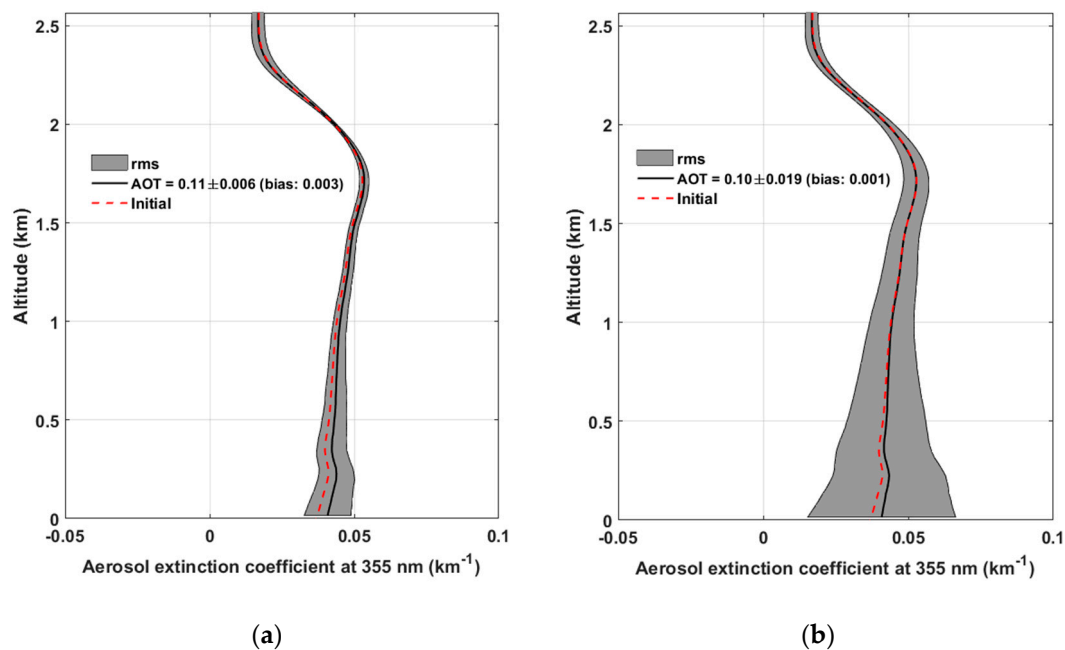 2.5
2
1.5
1
0.5
0
Altitude (km)
rms
AOT = 0.11±0.006 (bias: 0.003)
Initial
-0.05
0
0.05
0.1
Aerosol extinction coefficient at 355 nm (km⁻¹)
(a)
2.5
2
1.5
1
0.5
0
Altitude (km)
rms
AOT = 0.10±0.019 (bias: 0.001)
Initial
-0.05
0
0.05
0.1
Aerosol extinction coefficient at 355 nm (km⁻¹)
(b)